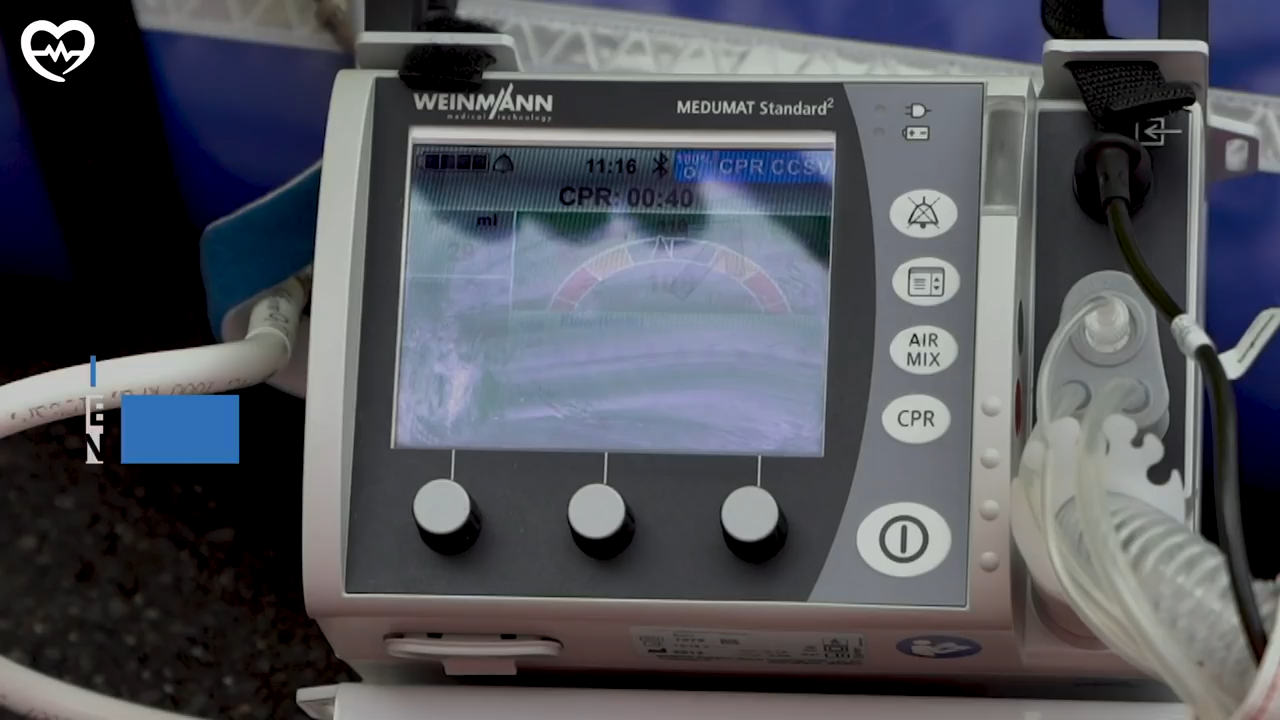 WEINMANN
medical technology
MEDUMAT Standard²
11:16
CPR CCSV
CPR: 00:40
ml
AIR
MIX
CPR
E
N